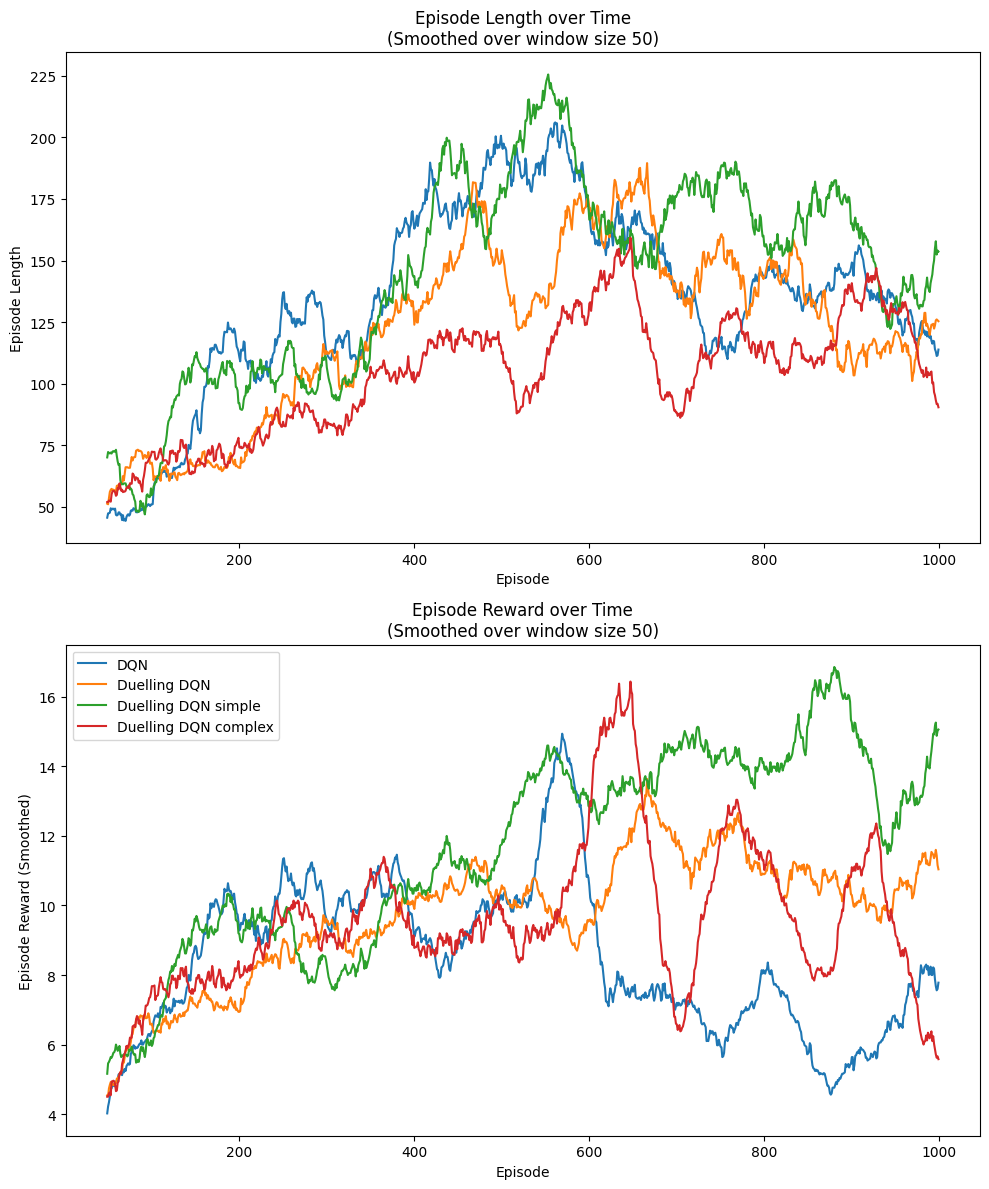 Episode Length over Time
(Smoothed over window size 50)
225
200
175
150
125
100
75
50
Episode Length
200
400
600
800
1000
Episode
Episode Reward over Time
(Smoothed over window size 50)
DQN
Duelling DQN
Duelling DQN simple
Duelling DQN complex
16
14
12
10
8
6
4
Episode Reward (Smoothed)
200
400
600
800
1000
Episode